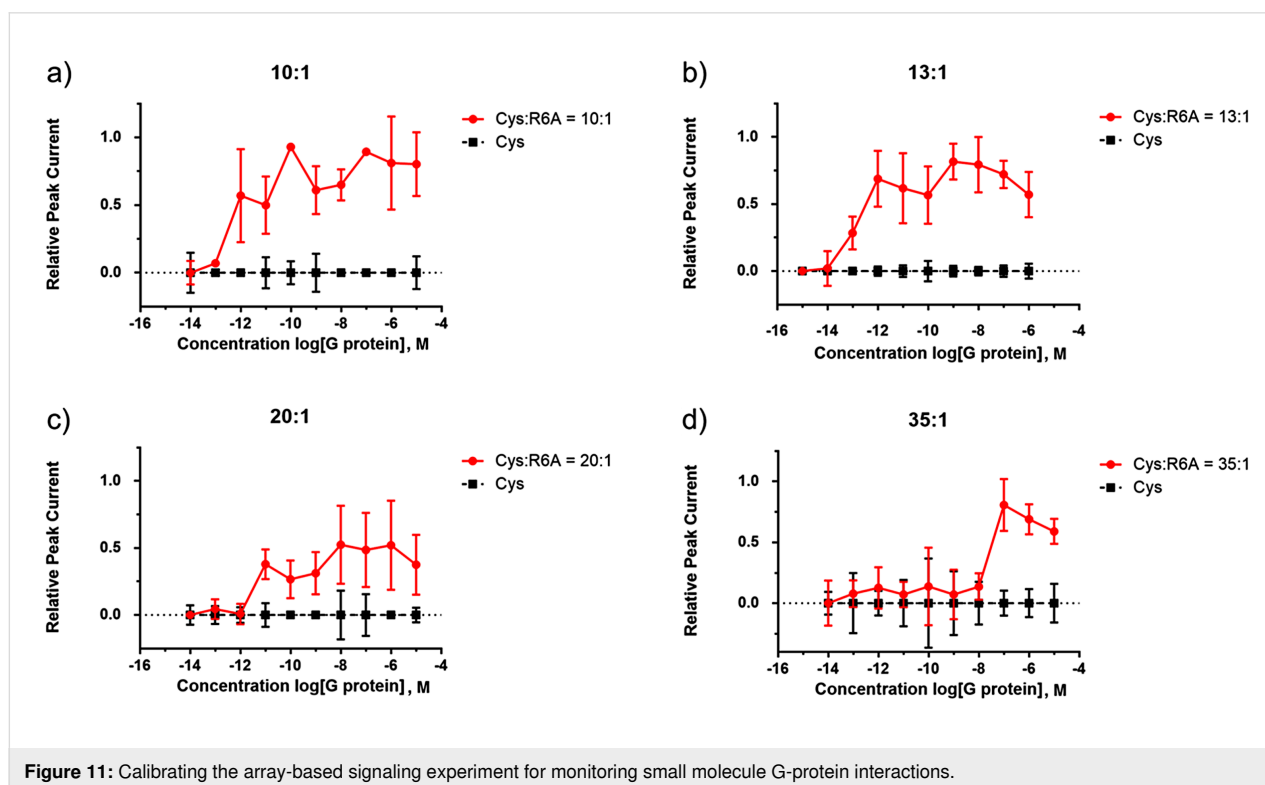 a)
10:1
Relative Peak Current
1.0
0.5
0.0
-16 -14 -12 -10 -8 -6 -4
Concentration log[G protein], M
Cys:R6A = 10:1
Cys
b)
13:1
Relative Peak Current
1.0
0.5
0.0
-16 -14 -12 -10 -8 -6 -4
Concentration log[G protein], M
Cys:R6A = 13:1
Cys
c)
20:1
Relative Peak Current
1.0
0.5
0.0
-16 -14 -12 -10 -8 -6 -4
Concentration log[G protein], M
Cys:R6A = 20:1
Cys
d)
35:1
Relative Peak Current
1.0
0.5
0.0
-16 -14 -12 -10 -8 -6 -4
Concentration log[G protein], M
Cys:R6A = 35:1
Cys
Figure 11: Calibrating the array-based signaling experiment for monitoring small molecule G-protein interactions.